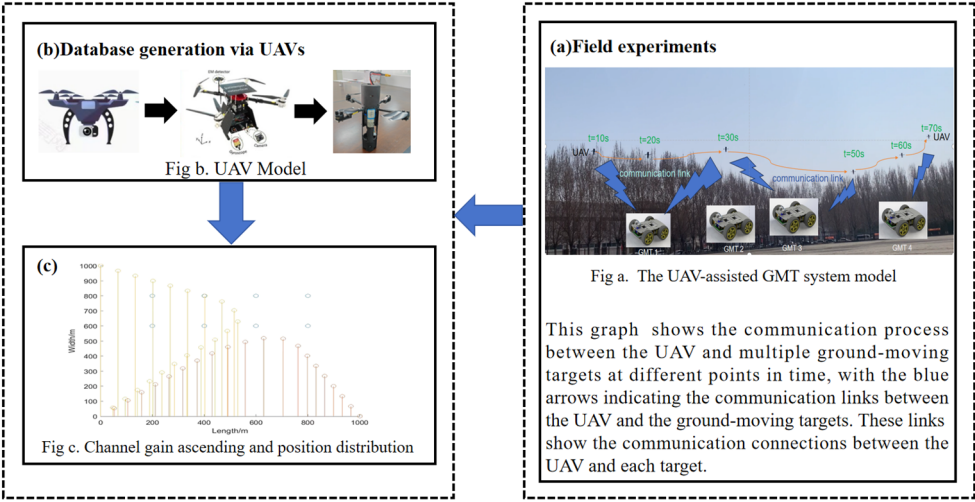 (b)Database generation via UAVs
EM detector
Camera
Fig b. UAV Model
(c)
1000
900
800
700
600
500
400
300
200
100
0
Width/m
0 200 400 600 800 1000
Length/m
Fig c. Channel gain ascending and position distribution
(a)Field experiments
t=10s
t=20s
t=30s
t=50s
t=60s
t=70s
UAV
UAV
communication link
communication link
GMT 1
GMT 2
GMT 3
GMT 4
Fig a. The UAV-assisted GMT system model
This graph shows the communication process
between the UAV and multiple ground-moving
targets at different points in time, with the blue
arrows indicating the communication links between
the UAV and the ground-moving targets. These links
show the communication connections between the
UAV and each target.